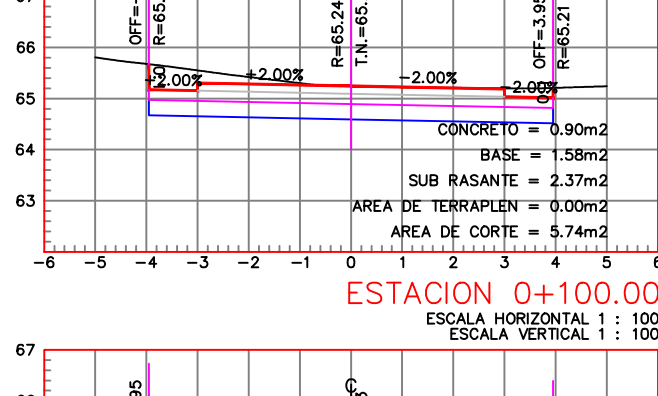 67
OFF=-
R=65.
R=65.24
T.N.=65.
OFF=3.95
R=65.21
66
+2.00%
+2.00%
-2.00%
-2.00%
65
CONCRETO = 0.90m2
64
BASE = 1.58m2
SUB RASANTE = 2.37m2
63
AREA DE TERRAPLEN = 0.00m2
AREA DE CORTE = 5.74m2
-6 -5 -4 -3 -2 -1 0 1 2 3 4 5 6
ESTACION 0+100.00
ESCALA HORIZONTAL 1 : 100
ESCALA VERTICAL 1 : 100
67
95